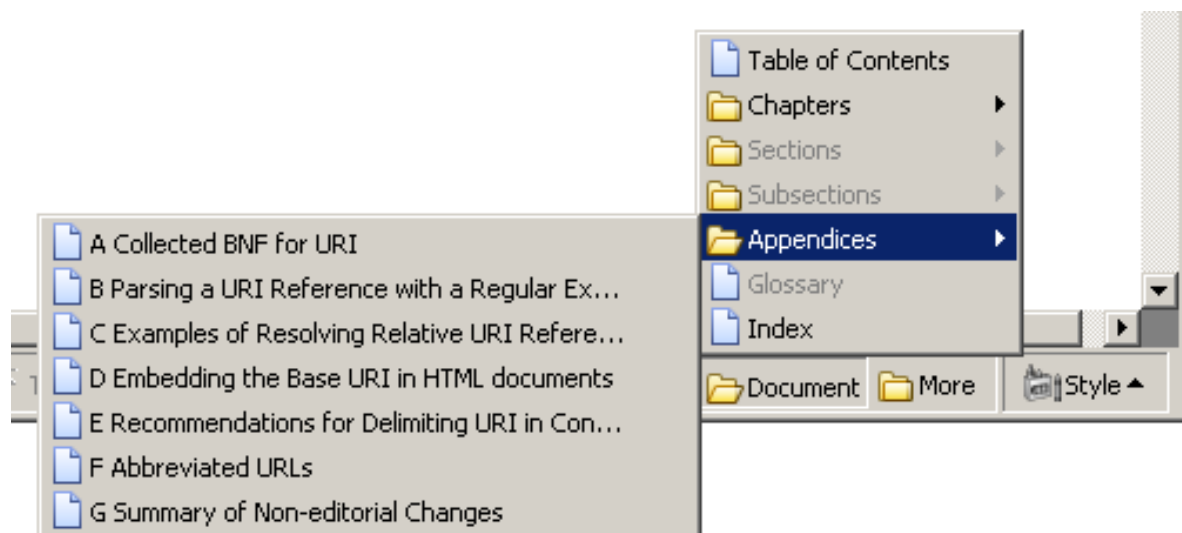 Table of Contents
Chapters
Sections
Subsections
Appendices
Glossary
Index
A Collected BNF for URI
B Parsing a URI Reference with a Regular Ex...
C Examples of Resolving Relative URI Refere...
D Embedding the Base URI in HTML documents
E Recommendations for Delimiting URI in Con...
F Abbreviated URLs
G Summary of Non-editorial Changes
Document
More
Style